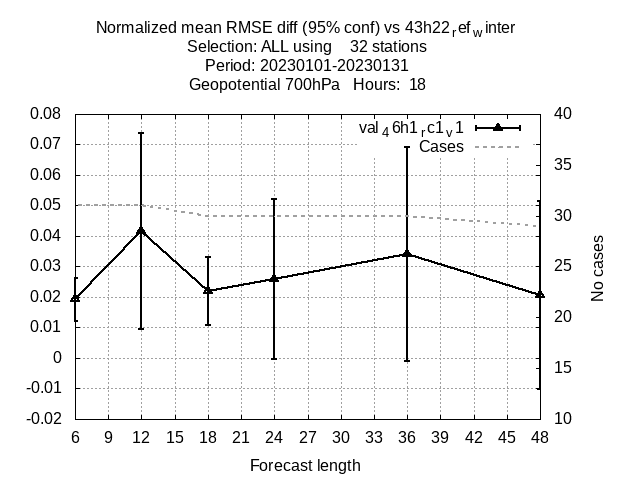 Normalized mean RMSE diff (95% conf) vs 43h22ref_winter
Selection: ALL using    32 stations
Period: 20230101-20230131
Geopotential 700hPa   Hours:  18
val46h1rc1v1
Cases
0.08
0.07
0.06
0.05
0.04
0.03
0.02
0.01
0
-0.01
-0.02
40
35
30
25
20
15
10
No cases
6 9 12 15 18 21 24 27 30 33 36 39 42 45 48
Forecast length